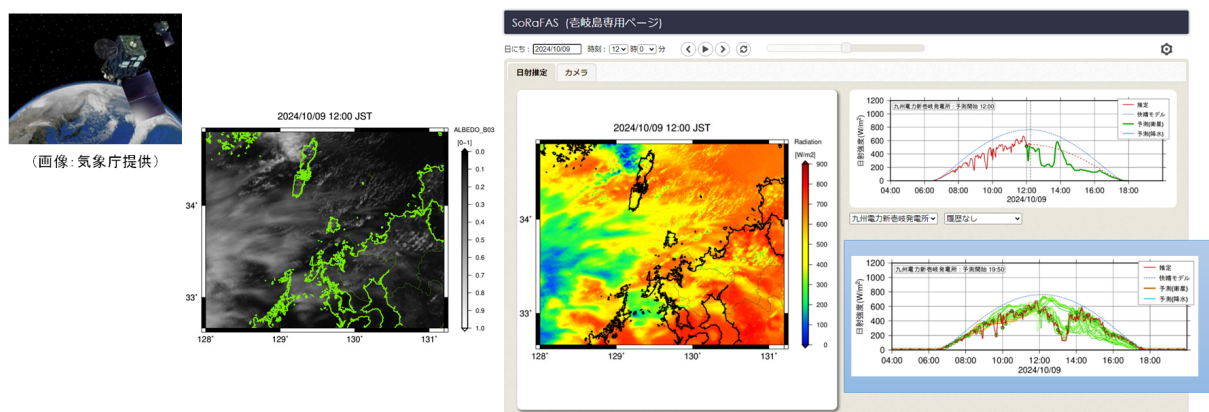 （画像：気象庁提供）
2024/10/09 12:00 JST
ALBEDO_B03
[0~1]
0.0
0.1
0.2
0.3
0.4
0.5
0.6
0.7
0.8
0.9
1.0
34°
33°
128°
129°
130°
131°
SoRaFAS（壱岐島専用ページ）
日にち： 2024/10/09 時刻： 12 時 0 分
日射推定 カメラ
2024/10/09 12:00 JST
Radiation
[W/m2]
900
800
700
600
500
400
300
200
100
0
34°
33°
128°
129°
130°
131°
九州電力新壱岐発電所：予測開始 12:00
推定
快晴モデル
予測(衛星)
予測(降水)
日射強度(W/m²)
1200
1000
800
600
400
200
0
04:00 06:00 08:00 10:00 12:00 14:00 16:00 18:00
2024/10/09
九州電力新壱岐発電所 履歴なし
九州電力新壱岐発電所：予測開始 19:50
推定
快晴モデル
予測(衛星)
予測(降水)
日射強度(W/m²)
1200
1000
800
600
400
200
0
04:00 06:00 08:00 10:00 12:00 14:00 16:00 18:00
2024/10/09